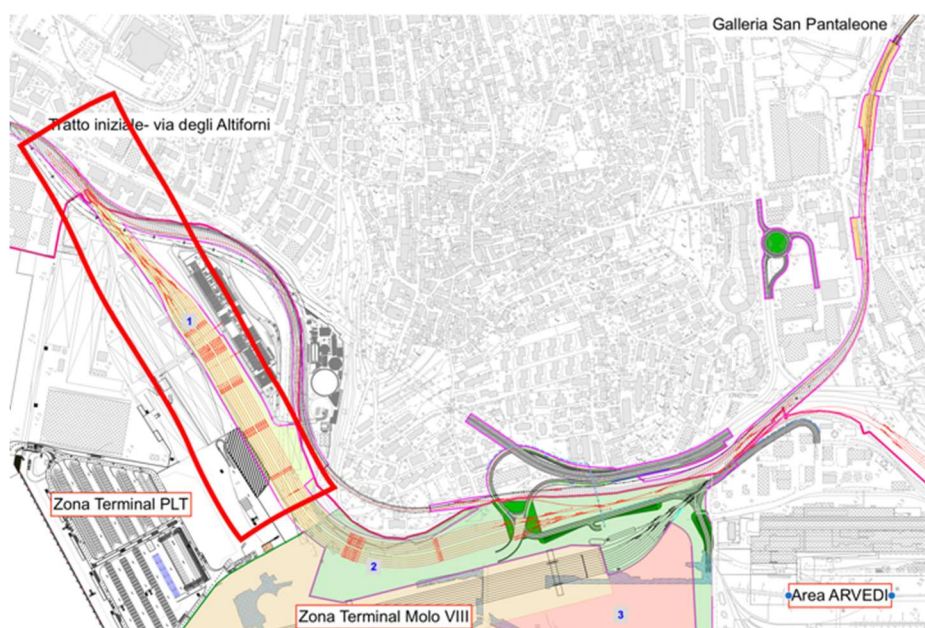 Galleria San Pantaleone
Tratto iniziale- via degli Altiforni
1
Zona Terminal PLT
2
Zona Terminal Molo VIII
3
Area ARVEDI